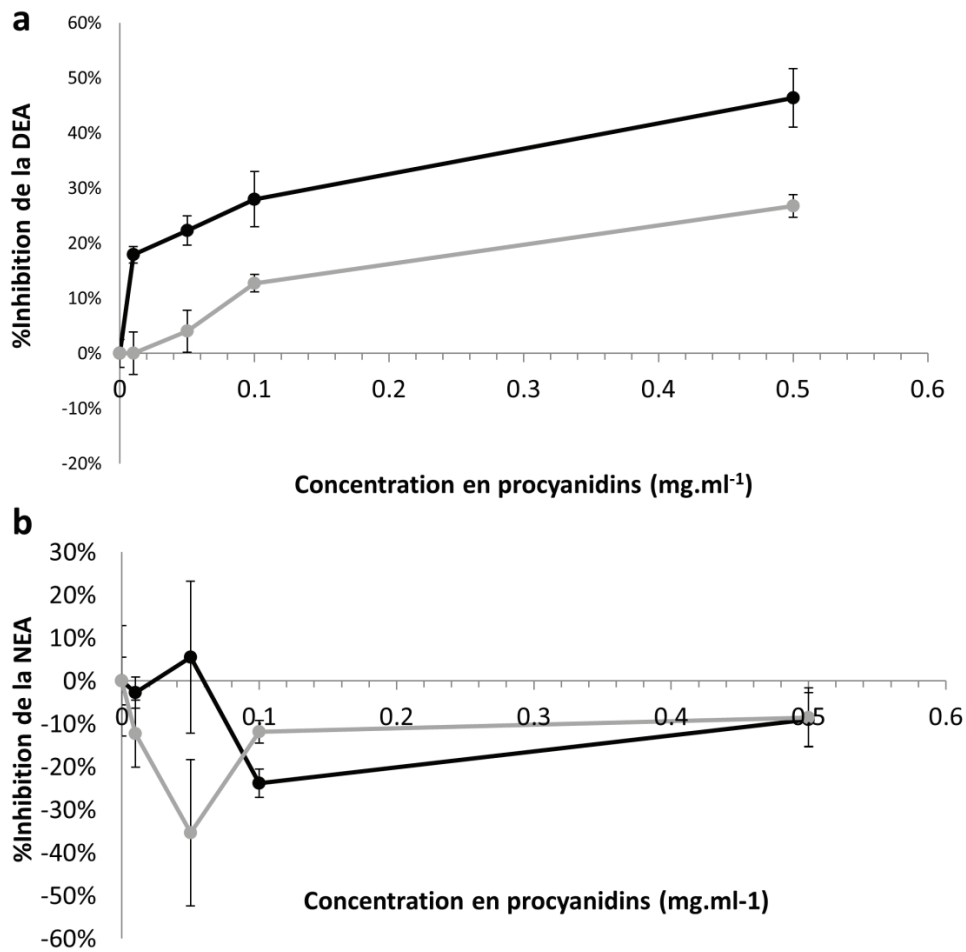 a
60%
50%
40%
30%
20%
10%
0%
-10%
-20%
%Inhibition de la DEA
0 0.1 0.2 0.3 0.4 0.5 0.6
Concentration en procyanidins (mg.ml-1)
b
30%
20%
10%
0%
-10%
-20%
-30%
-40%
-50%
-60%
%Inhibition de la NEA
0 0.1 0.2 0.3 0.4 0.5 0.6
Concentration en procyanidins (mg.ml-1)